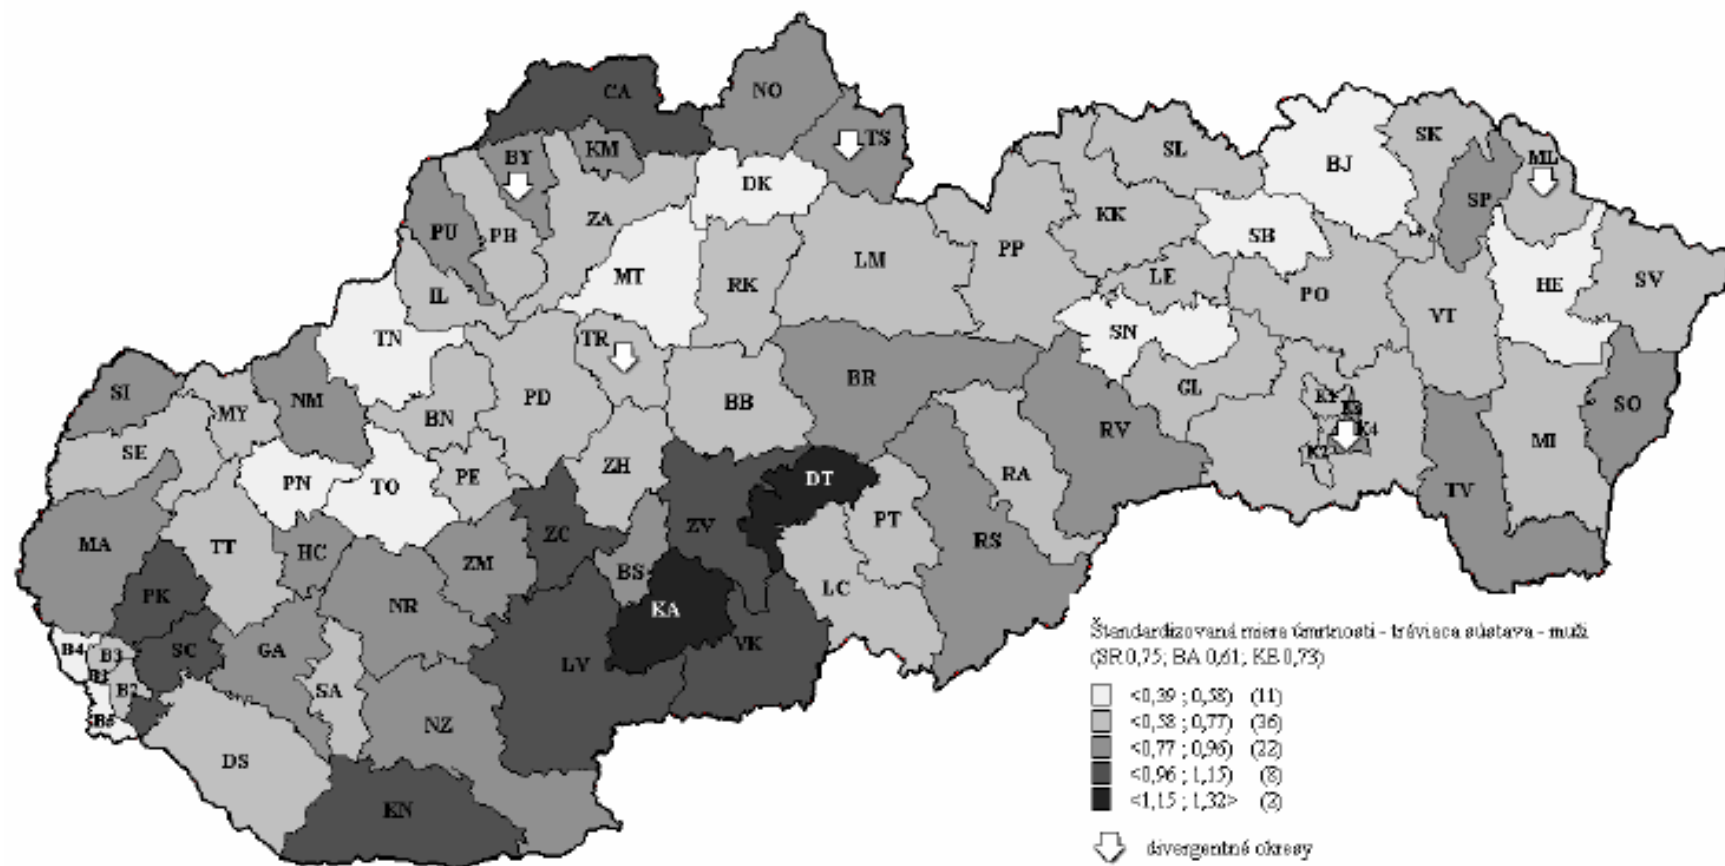 CA
NO
TS
BY
KM
DK
SL
BJ
SK
ML
SP
PU
PB
ZA
KK
SB
MT
LM
PP
RK
LE
PO
HE
SV
IL
VT
TN
TR
SN
SI
NM
PD
BR
GL
MY
BN
BB
RV
K1
K3
K4
SO
SE
PN
TO
PE
ZH
DT
RA
K2
MI
TV
MA
TT
HC
ZM
ZC
ZV
PT
RS
PK
NR
BS
LC
KA
B4
B3
SC
GA
LV
VK
B1
B2
SA
B5
NZ
DS
KN
Štandardizovaná miera úmrtnosti - tráviaca sústava - muži
(SR 0,75; BA 0,61; KE 0,73)
<0,39 ; 0,58) (11)
<0,58 ; 0,77) (36)
<0,77 ; 0,96) (22)
<0,96 ; 1,15) (8)
<1,15 ; 1,32> (2)
divergentné okresy